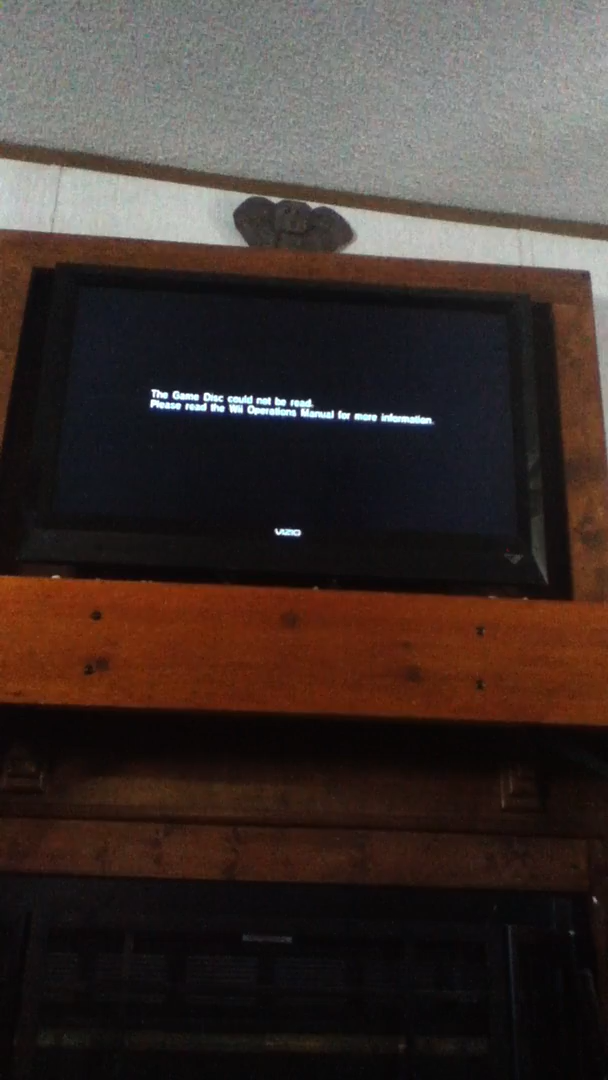 The Game Disc could not be read.
Please read the Wii Operations Manual for more information.
VIZIO